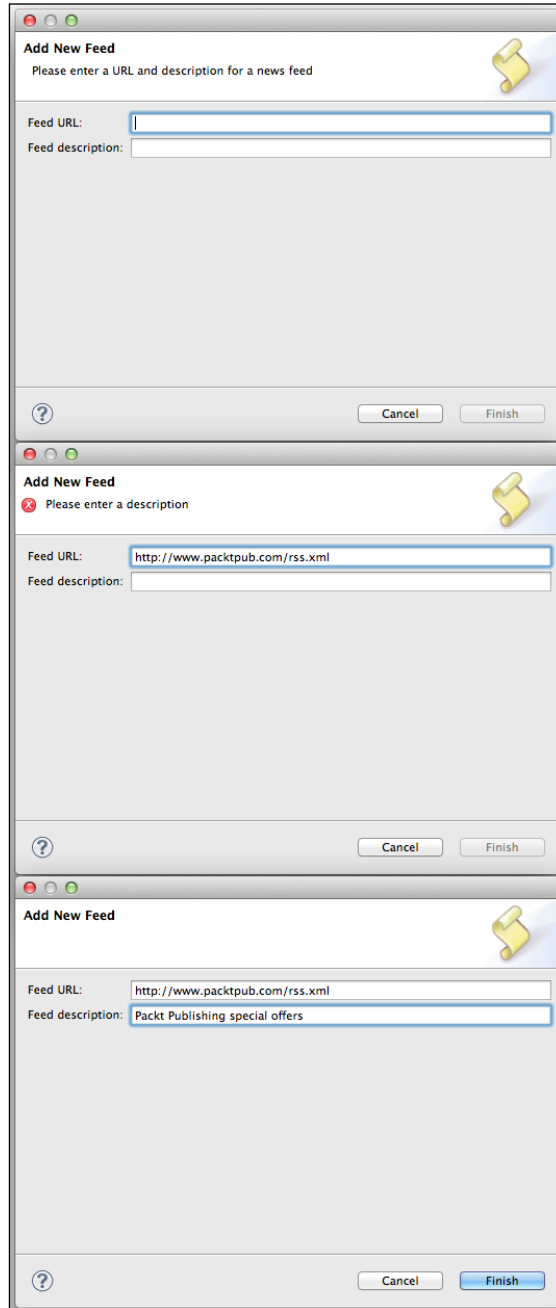 Add New Feed
Please enter a URL and description for a news feed
Feed URL:
Feed description:
?
Cancel Finish
Add New Feed
Please enter a description
Feed URL: http://www.packtpub.com/rss.xml
Feed description:
?
Cancel Finish
Add New Feed
Feed URL: http://www.packtpub.com/rss.xml
Feed description: Packt Publishing special offers
?
Cancel Finish